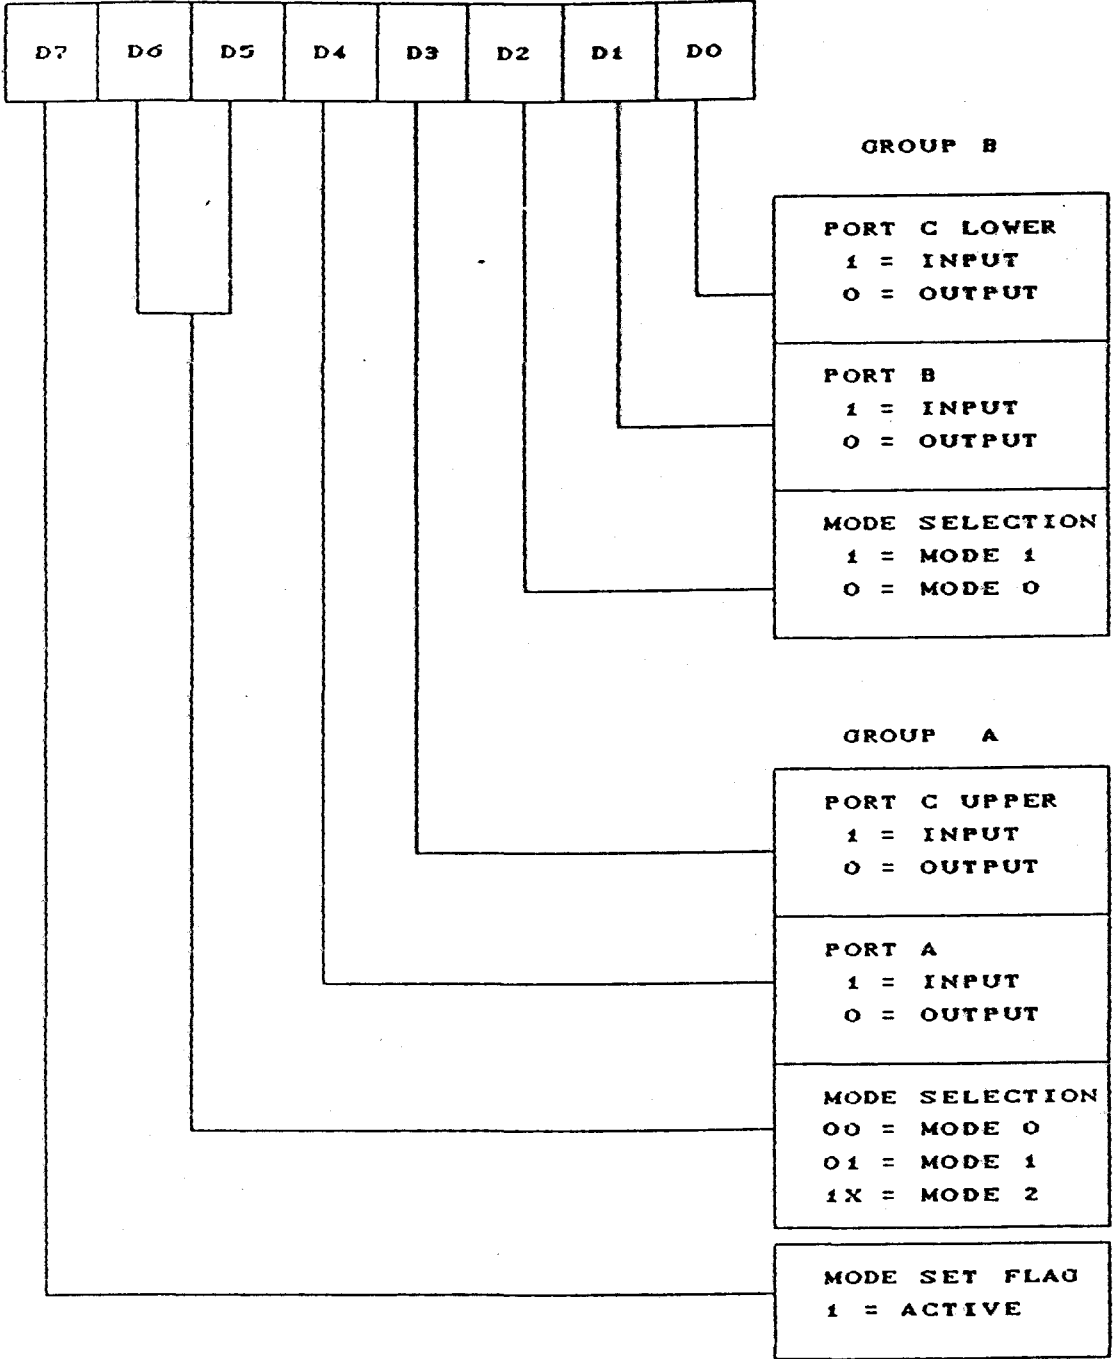 D7 D6 D5 D4 D3 D2 D1 D0
GROUP B
PORT C LOWER
1 = INPUT
0 = OUTPUT
PORT B
1 = INPUT
0 = OUTPUT
MODE SELECTION
1 = MODE 1
0 = MODE 0
GROUP A
PORT C UPPER
1 = INPUT
0 = OUTPUT
PORT A
1 = INPUT
0 = OUTPUT
MODE SELECTION
00 = MODE 0
01 = MODE 1
1X = MODE 2
MODE SET FLAG
1 = ACTIVE